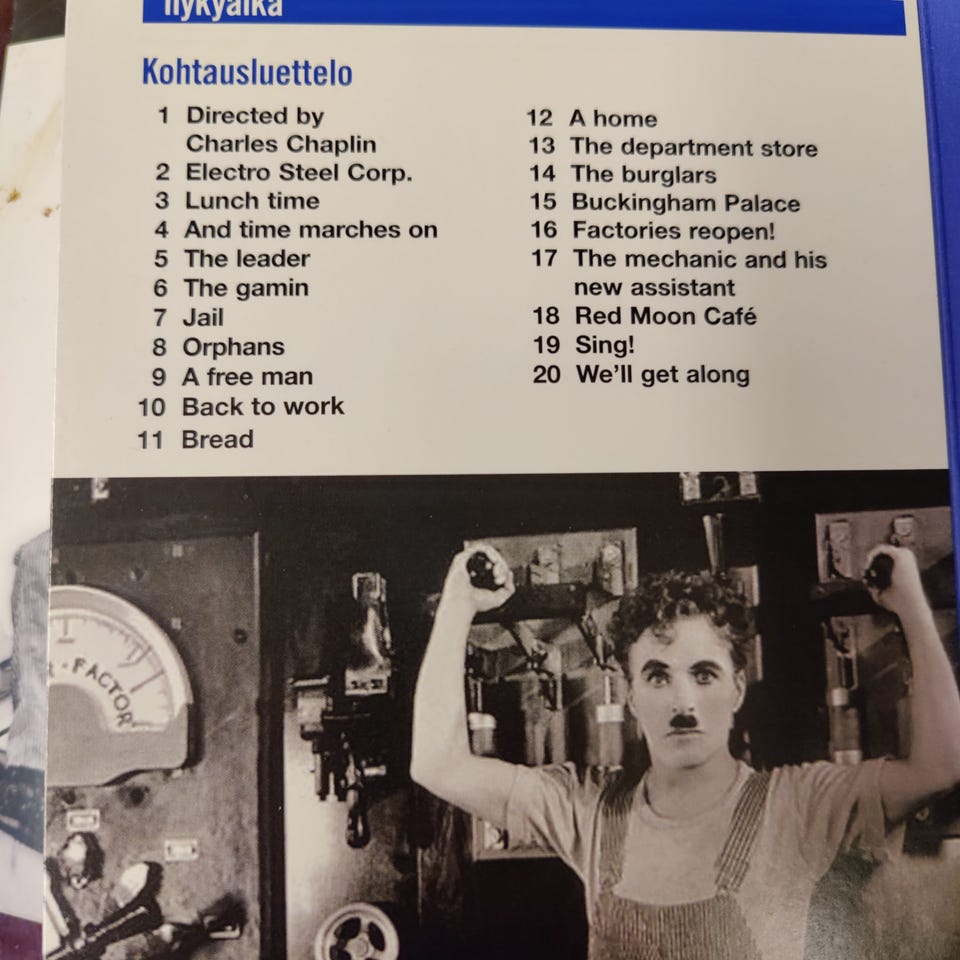 nykyaika
Kohtausluettelo
1 Directed by
Charles Chaplin
2 Electro Steel Corp.
3 Lunch time
4 And time marches on
5 The leader
6 The gamin
7 Jail
8 Orphans
9 A free man
10 Back to work
11 Bread
12 A home
13 The department store
14 The burglars
15 Buckingham Palace
16 Factories reopen!
17 The mechanic and his
new assistant
18 Red Moon Café
19 Sing!
20 We'll get along
FACTOR